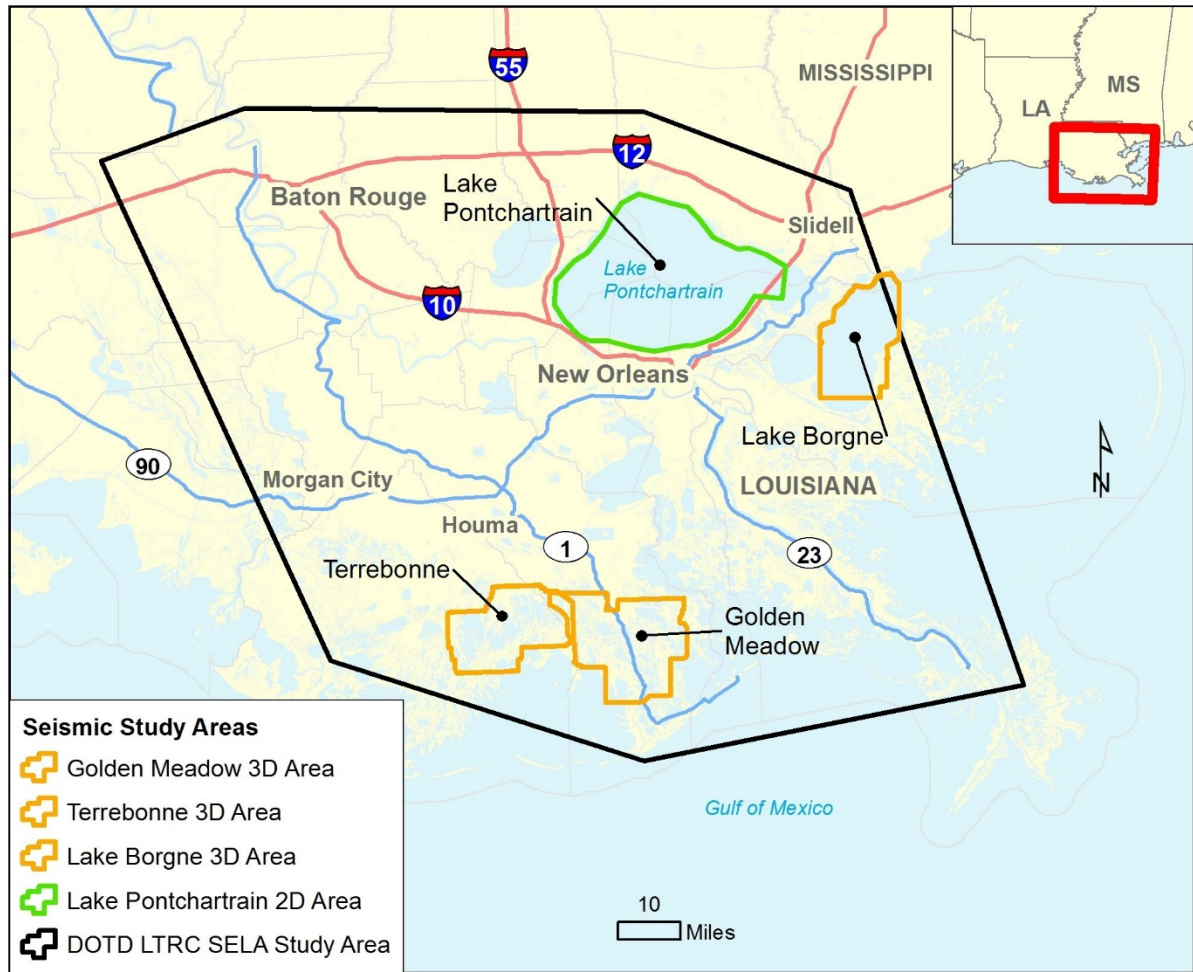 55
MISSISSIPPI
LA
MS
12
Baton Rouge
Lake
Pontchartrain
Slidell
Lake
Pontchartrain
10
New Orleans
Lake Borgne
N
90
Morgan City
LOUISIANA
Houma
1
23
Terrebonne
Golden
Meadow
Seismic Study Areas
Golden Meadow 3D Area
Terrebonne 3D Area
Lake Borgne 3D Area
Lake Pontchartrain 2D Area
DOTD LTRC SELA Study Area
Gulf of Mexico
10
Miles